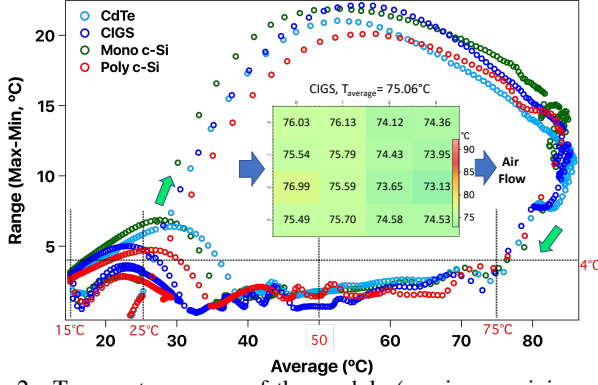 CdTe
CIGS
Mono c-Si
Poly c-Si
20
15
10
5
Range (Max-Min, ºC)
CIGS, Taverage= 75.06°C
76.03 76.13 74.12 74.36
75.54 75.79 74.43 73.95
76.99 75.59 73.65 73.13
75.49 75.70 74.58 74.53
°C
90
85
80
75
Air
Flow
4°C
15°C 25°C 50 75°C
20 30 40 50 60 70 80
Average (ºC)